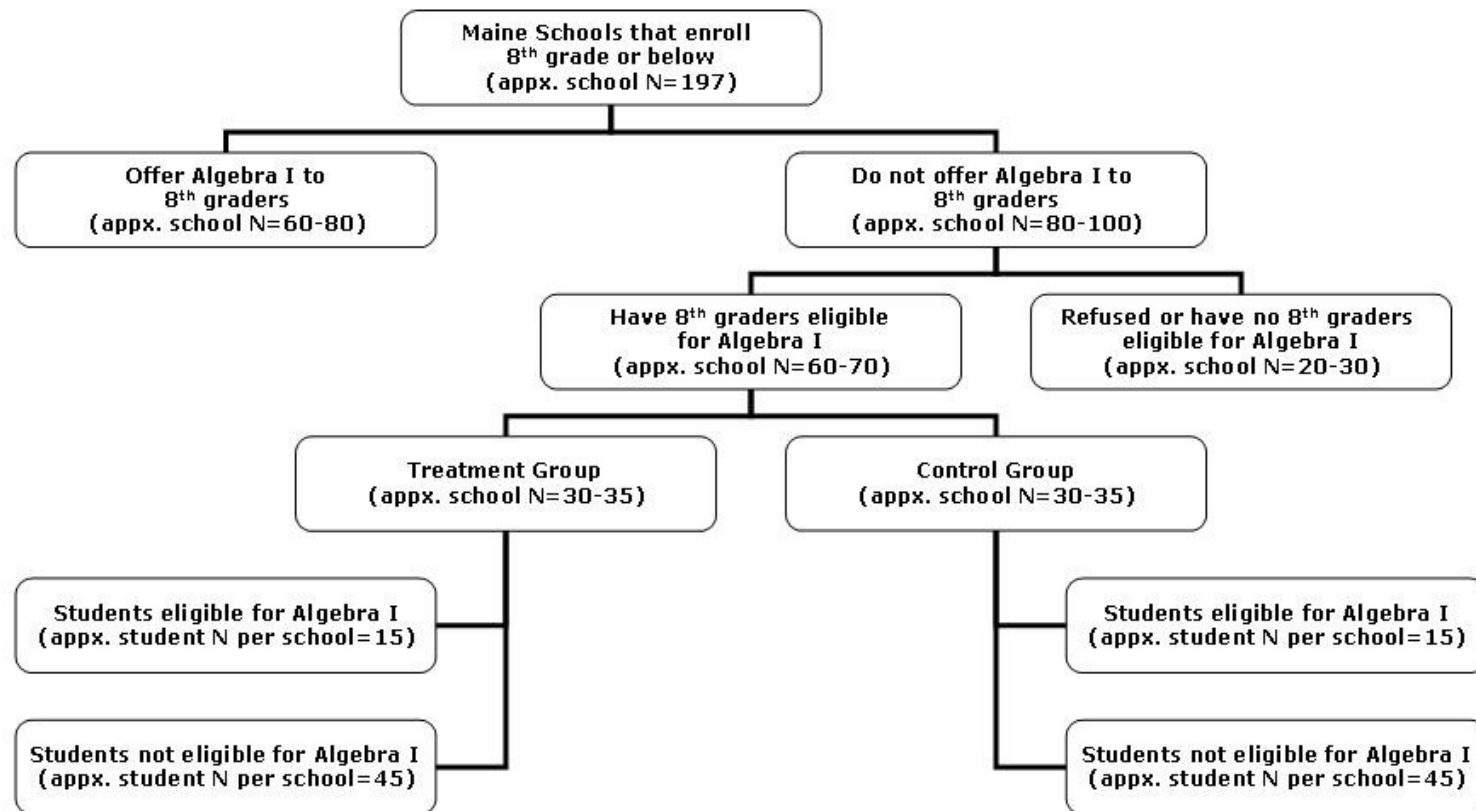 Maine Schools that enroll
8th grade or below
(appx. school N=197)
Offer Algebra I to
8th graders
(appx. school N=60-80)
Do not offer Algebra I to
8th graders
(appx. school N=80-100)
Have 8th graders eligible
for Algebra I
(appx. school N=60-70)
Refused or have no 8th graders
eligible for Algebra I
(appx. school N=20-30)
Treatment Group
(appx. school N=30-35)
Control Group
(appx. school N=30-35)
Students eligible for Algebra I
(appx. student N per school=15)
Students eligible for Algebra I
(appx. student N per school=15)
Students not eligible for Algebra I
(appx. student N per school=45)
Students not eligible for Algebra I
(appx. student N per school=45)